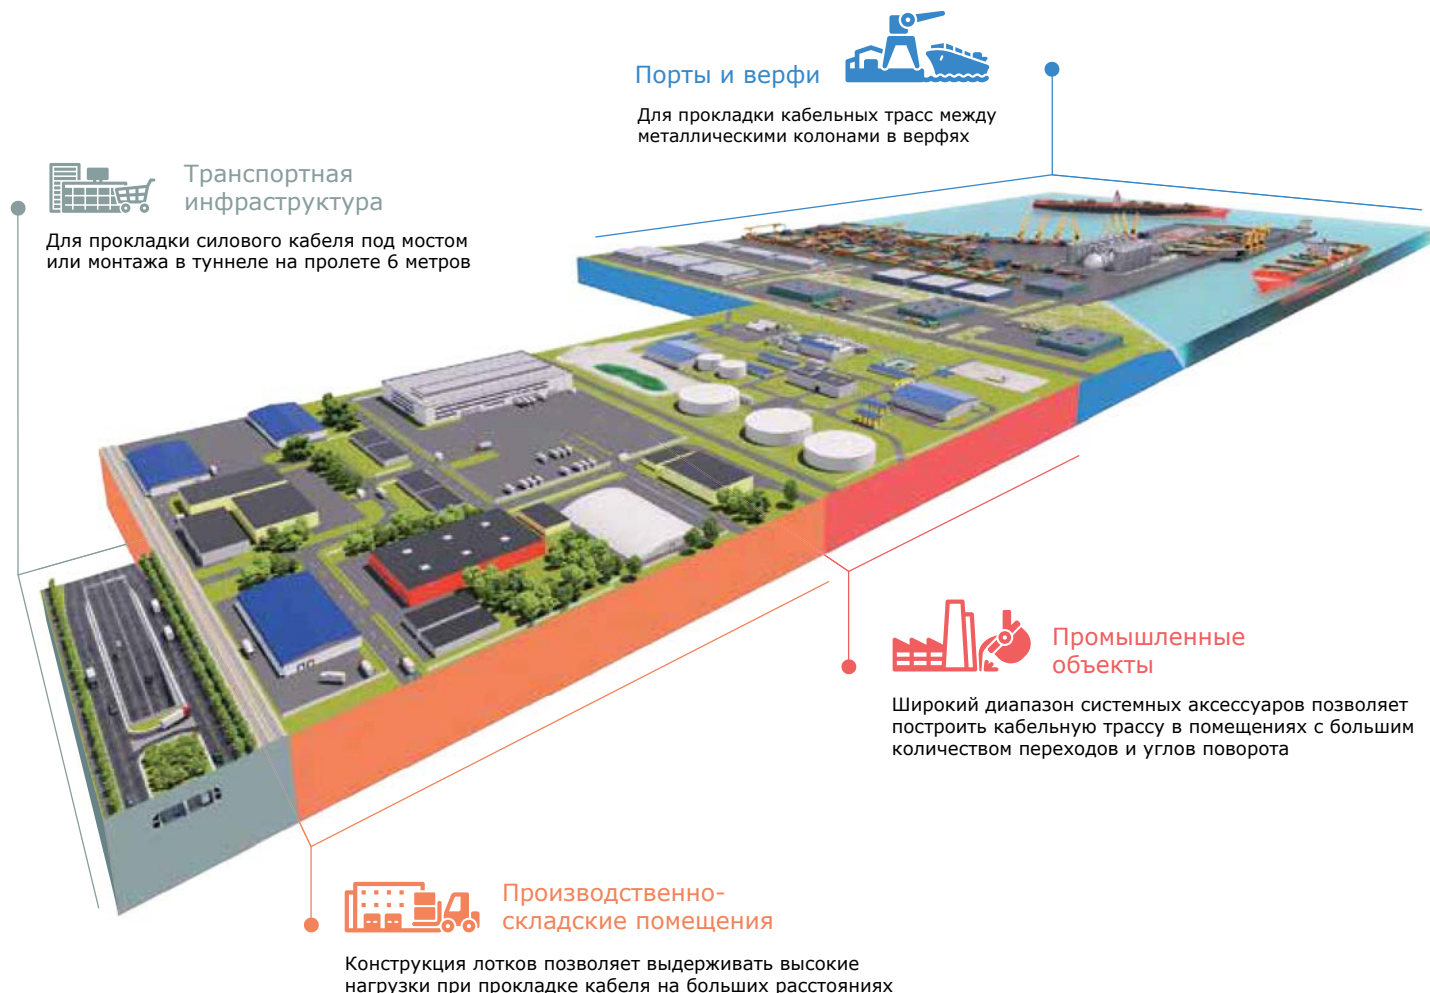 Порты и верфи
Для прокладки кабельных трасс между
металлическими колонами в верфях
Транспортная
инфраструктура
Для прокладки силового кабеля под мостом
или монтажа в туннеле на пролете 6 метров
Промышленные
объекты
Широкий диапазон системных аксессуаров позволяет
построить кабельную трассу в помещениях с большим
количеством переходов и углов поворота
Производственно-
складские помещения
Конструкция лотков позволяет выдерживать высокие
нагрузки при прокладке кабеля на больших расстояниях